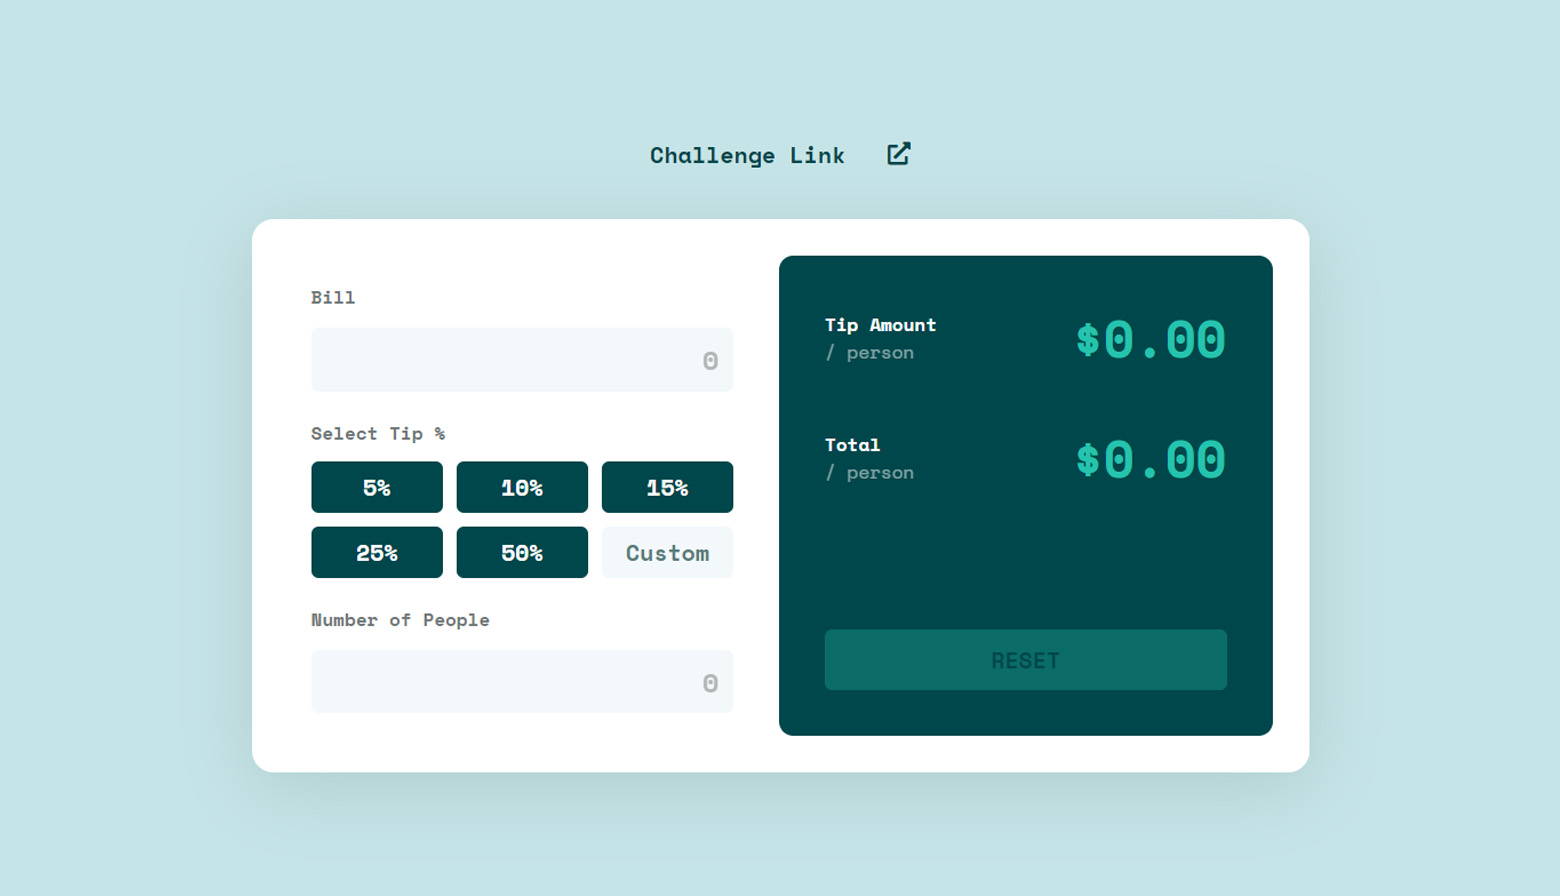 Challenge Link
Bill
0
Select Tip %
5%
10%
15%
25%
50%
Custom
Number of People
0
Tip Amount
/ person
$0.00
Total
/ person
$0.00
RESET